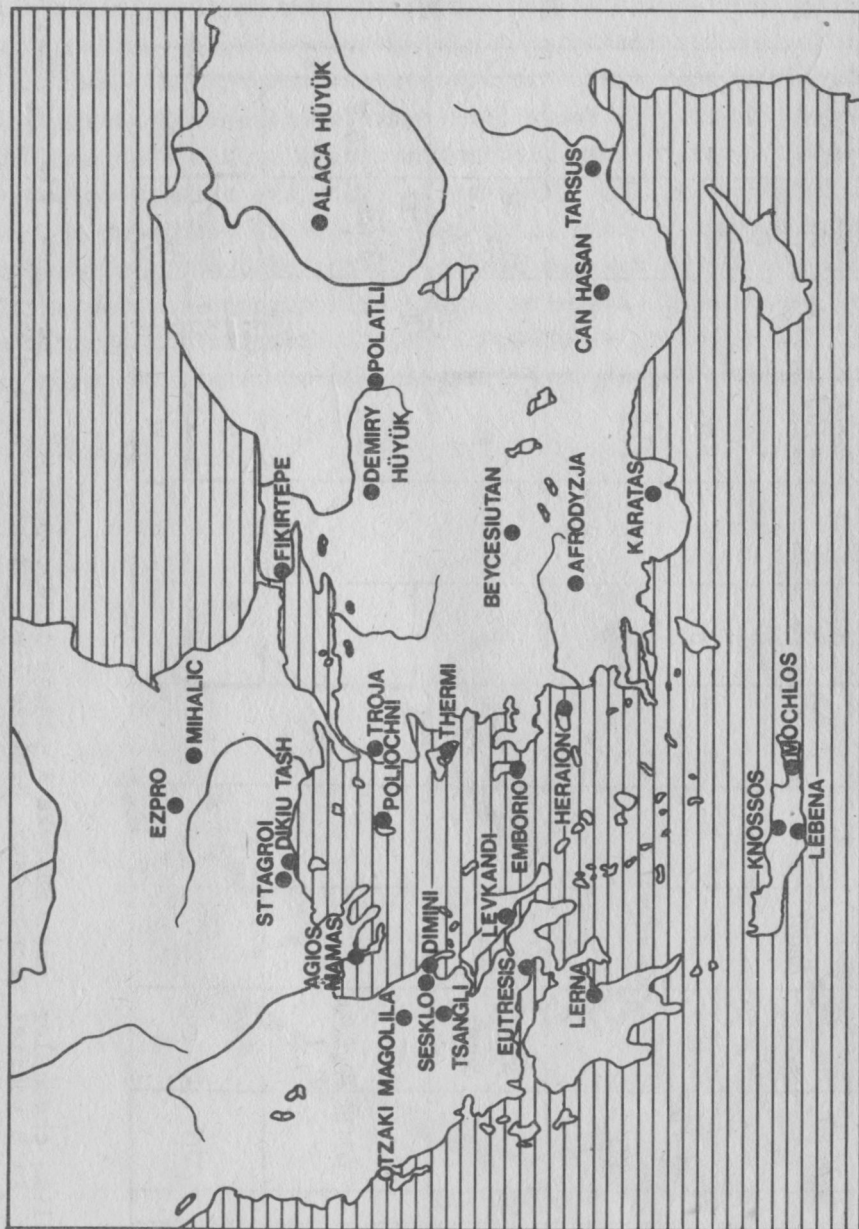 ALACA HÜYÜK
POLATLI
DEMIRY
HÜYÜK
FIKIRTEPE
MIHALIC
EZPRO
DIKILI TASH
STTAGROI
AGIOS
MAMASI
TROJA
POLIOCHNI
THERMI
OTZAKI MAGOLILA
SESKLO
DIMINI
TSANGLI
LEVKANDI
EUTRESIS
LERNA
EMBORIO
HERAION
BEYCESIUTAN
AFRODYZJA
KARATAS
CAN HASAN
TARSUS
KNOSSOS
MOCHLOS
LEBENA